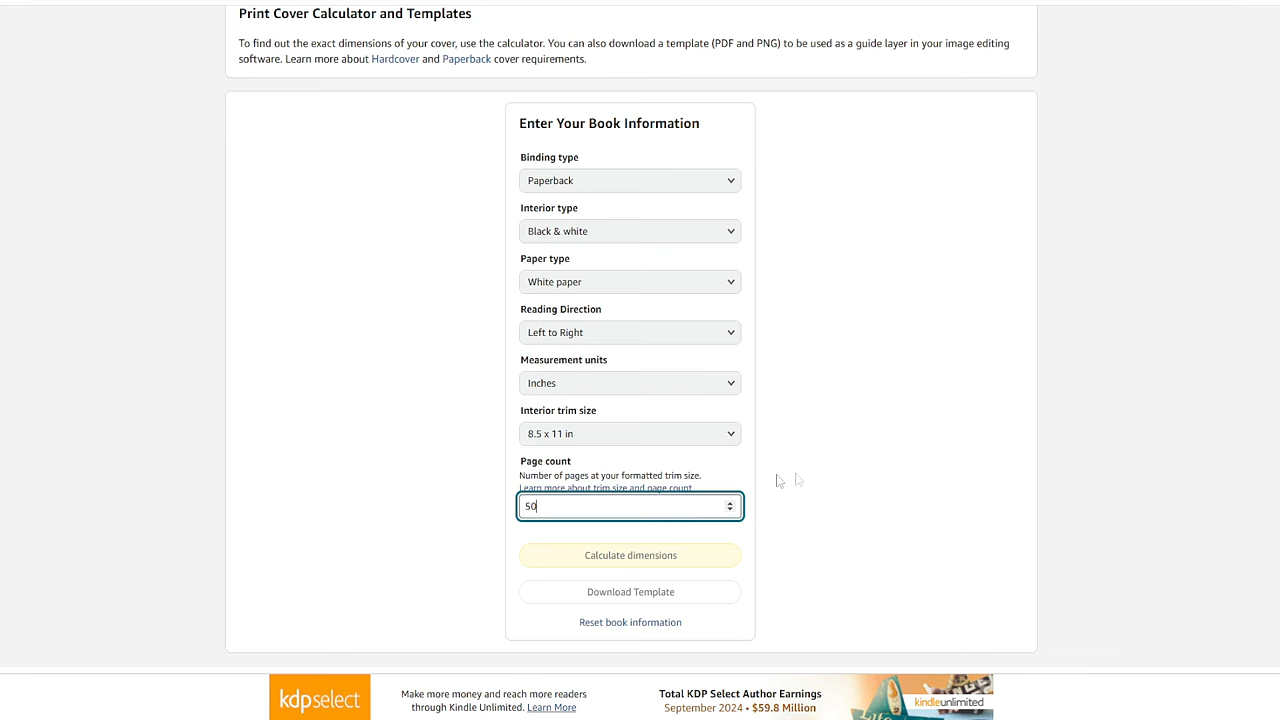 Print Cover Calculator and Templates
To find out the exact dimensions of your cover, use the calculator. You can also download a template (PDF and PNG) to be used as a guide layer in your image editing
software. Learn more about Hardcover and Paperback cover requirements.
Enter Your Book Information
Binding type
Paperback
Interior type
Black & white
Paper type
White paper
Reading Direction
Left to Right
Measurement units
Inches
Interior trim size
8.5 x 11 in
Page count
Number of pages at your formatted trim size.
Learn more about trim size and page count
50
Calculate dimensions
Download Template
Reset book information
kdpselect
Make more money and reach more readers
through Kindle Unlimited. Learn More
Total KDP Select Author Earnings
September 2024 • $59.8 Million
Life
kindleunlimited